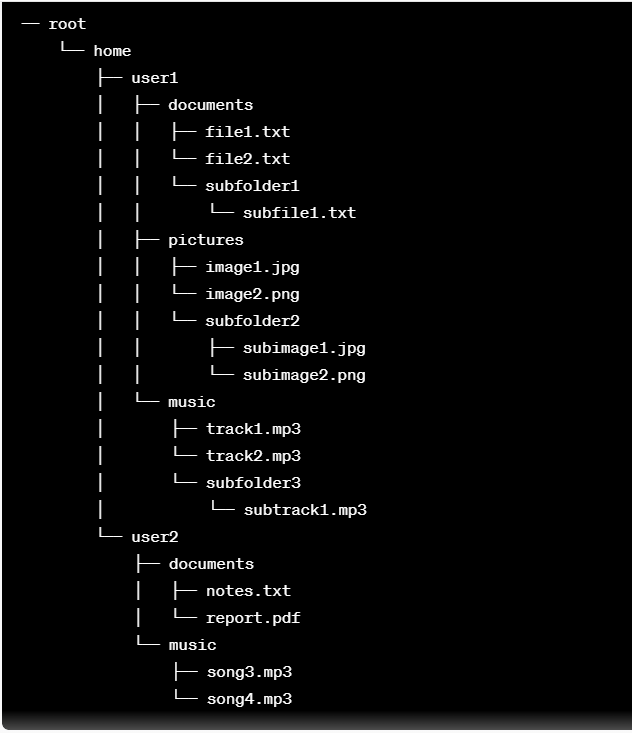 ── root
    └── home
        ├── user1
        │   ├── documents
        │   │   ├── file1.txt
        │   │   └── file2.txt
        │   │   └── subfolder1
        │   │       └── subfile1.txt
        │   ├── pictures
        │   │   ├── image1.jpg
        │   │   └── image2.png
        │   │   └── subfolder2
        │   │       ├── subimage1.jpg
        │   │       └── subimage2.png
        │   └── music
        │       ├── track1.mp3
        │       └── track2.mp3
        │       └── subfolder3
        │           └── subtrack1.mp3
        └── user2
            ├── documents
            │   ├── notes.txt
            │   └── report.pdf
            └── music
                ├── song3.mp3
                └── song4.mp3